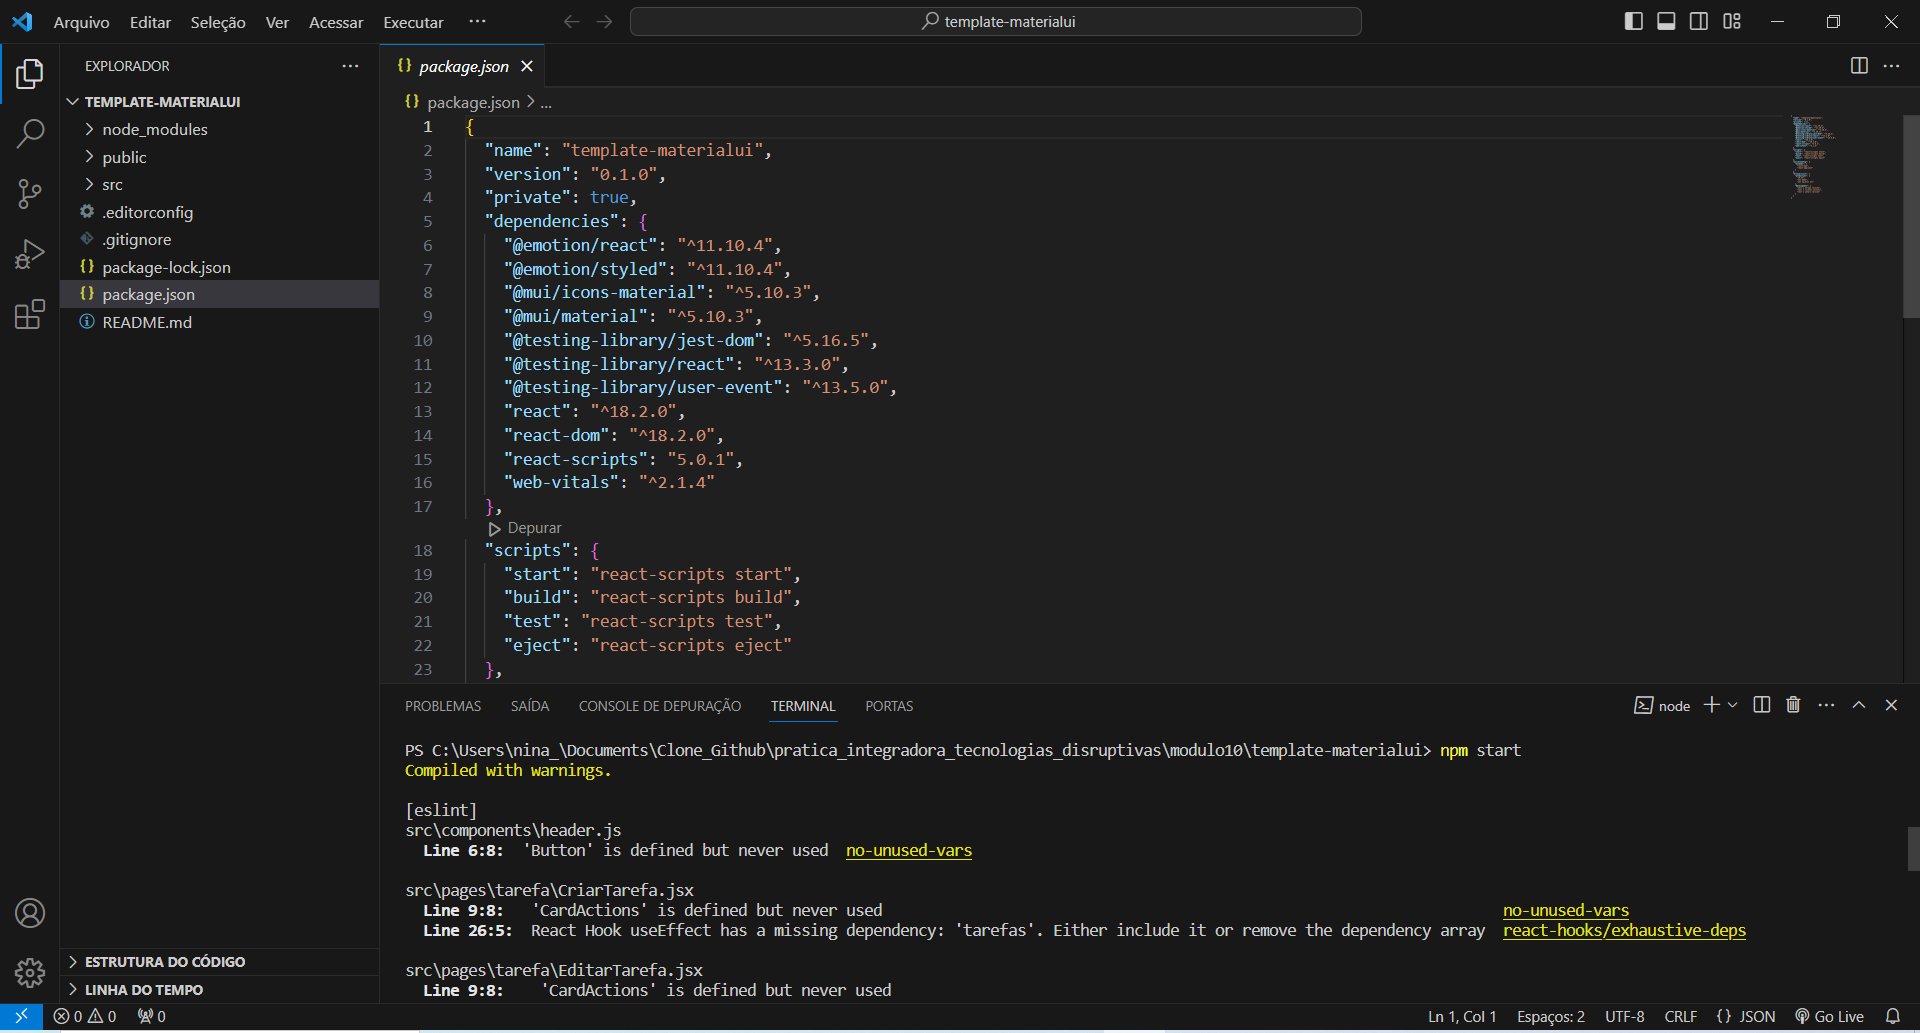 Arquivo Editar Seleção Ver Acessar Executar ···
template-materialui
EXPLORADOR ···
TEMPLATE-MATERIALUI
node_modules
public
src
.editorconfig
.gitignore
{} package-lock.json
{} package.json
README.md
ESTRUTURA DO CÓDIGO
LINHA DO TEMPO
{} package.json
{} package.json > ...
1 {
2 "name": "template-materialui",
3 "version": "0.1.0",
4 "private": true,
5 "dependencies": {
6 "@emotion/react": "^11.10.4",
7 "@emotion/styled": "^11.10.4",
8 "@mui/icons-material": "^5.10.3",
9 "@mui/material": "^5.10.3",
10 "@testing-library/jest-dom": "^5.16.5",
11 "@testing-library/react": "^13.3.0",
12 "@testing-library/user-event": "^13.5.0",
13 "react": "^18.2.0",
14 "react-dom": "^18.2.0",
15 "react-scripts": "5.0.1",
16 "web-vitals": "^2.1.4"
17 },
Depurar
18 "scripts": {
19 "start": "react-scripts start",
20 "build": "react-scripts build",
21 "test": "react-scripts test",
22 "eject": "react-scripts eject"
23 },
PROBLEMAS SAÍDA CONSOLE DE DEPURAÇÃO TERMINAL PORTAS
node
PS C:\Users\nina_\Documents\Clone_Github\pratica_integradora_tecnologias_disruptivas\modulo10\template-materialui> npm start
Compiled with warnings.
[eslint]
src\components\header.js
Line 6:8: 'Button' is defined but never used no-unused-vars
src\pages\tarefa\CriarTarefa.jsx
Line 9:8: 'CardActions' is defined but never used no-unused-vars
Line 26:5: React Hook useEffect has a missing dependency: 'tarefas'. Either include it or remove the dependency array react-hooks/exhaustive-deps
src\pages\tarefa\EditarTarefa.jsx
Line 9:8: 'CardActions' is defined but never used
0 0 0
Ln 1, Col 1 Espaços: 2 UTF-8 CRLF {} JSON Go Live